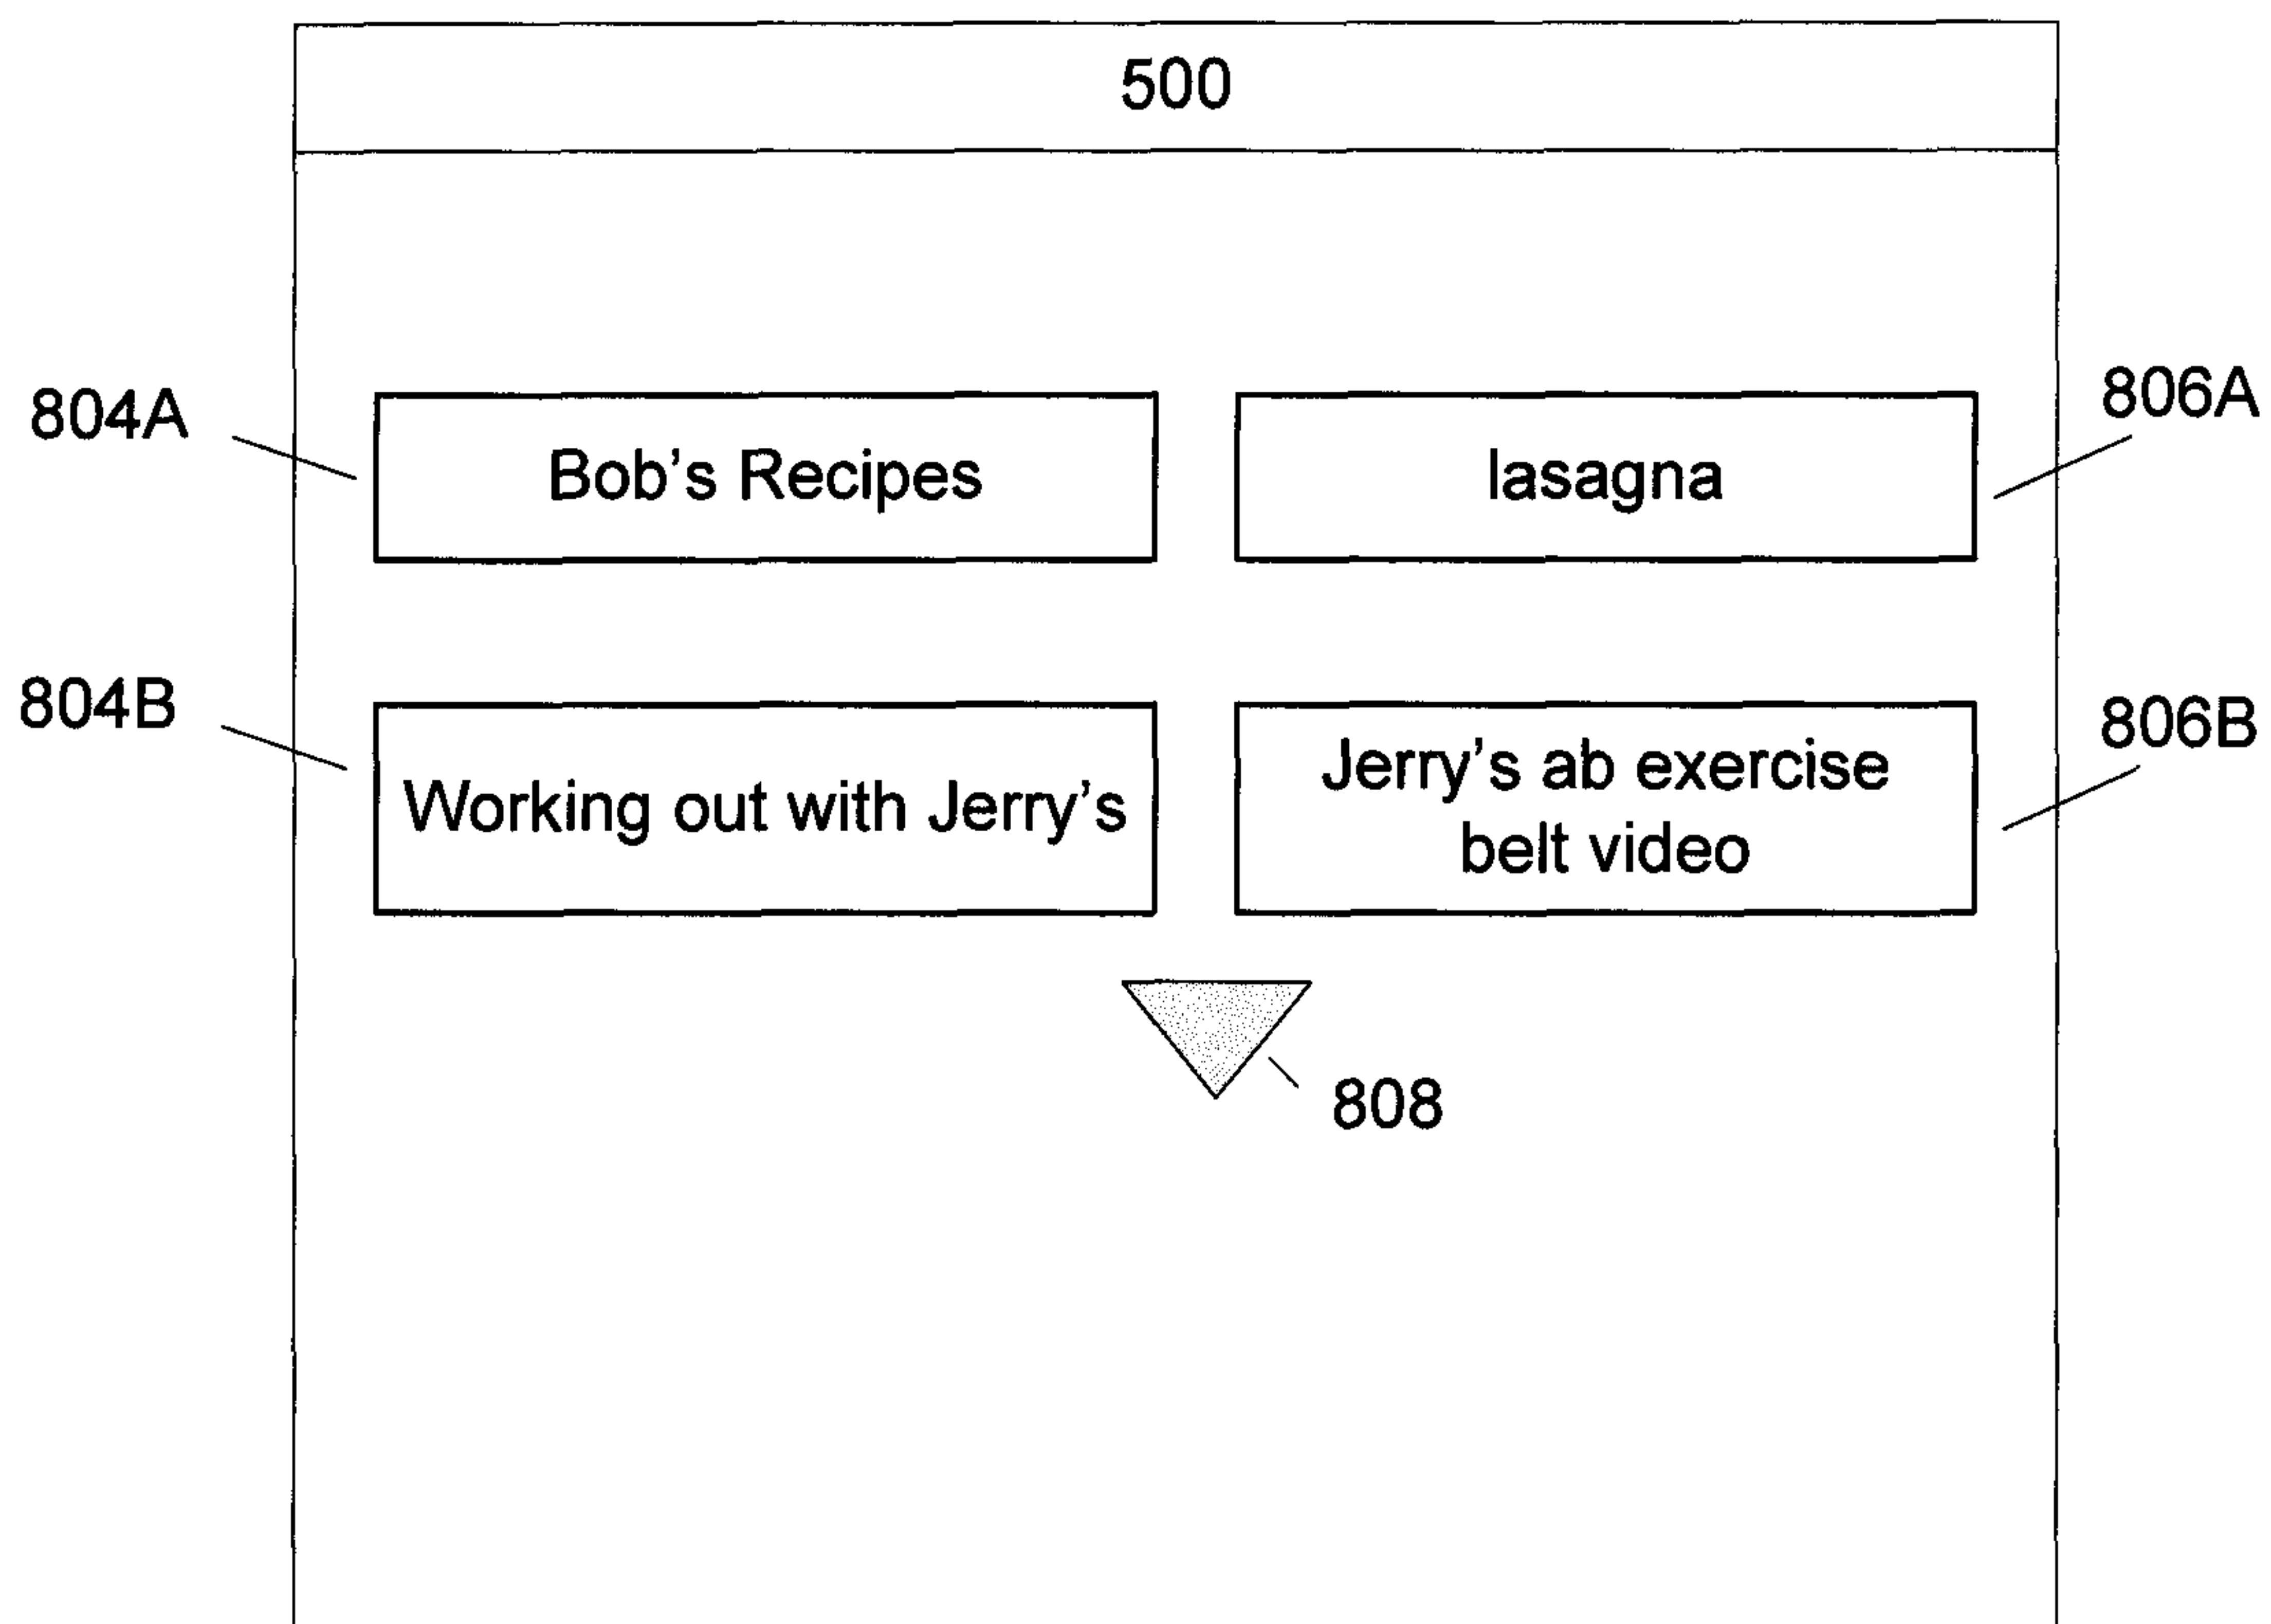 500
804A
Bob's Recipes
lasagna
806A
804B
Working out with Jerry's
Jerry's ab exercise
belt video
806B
808